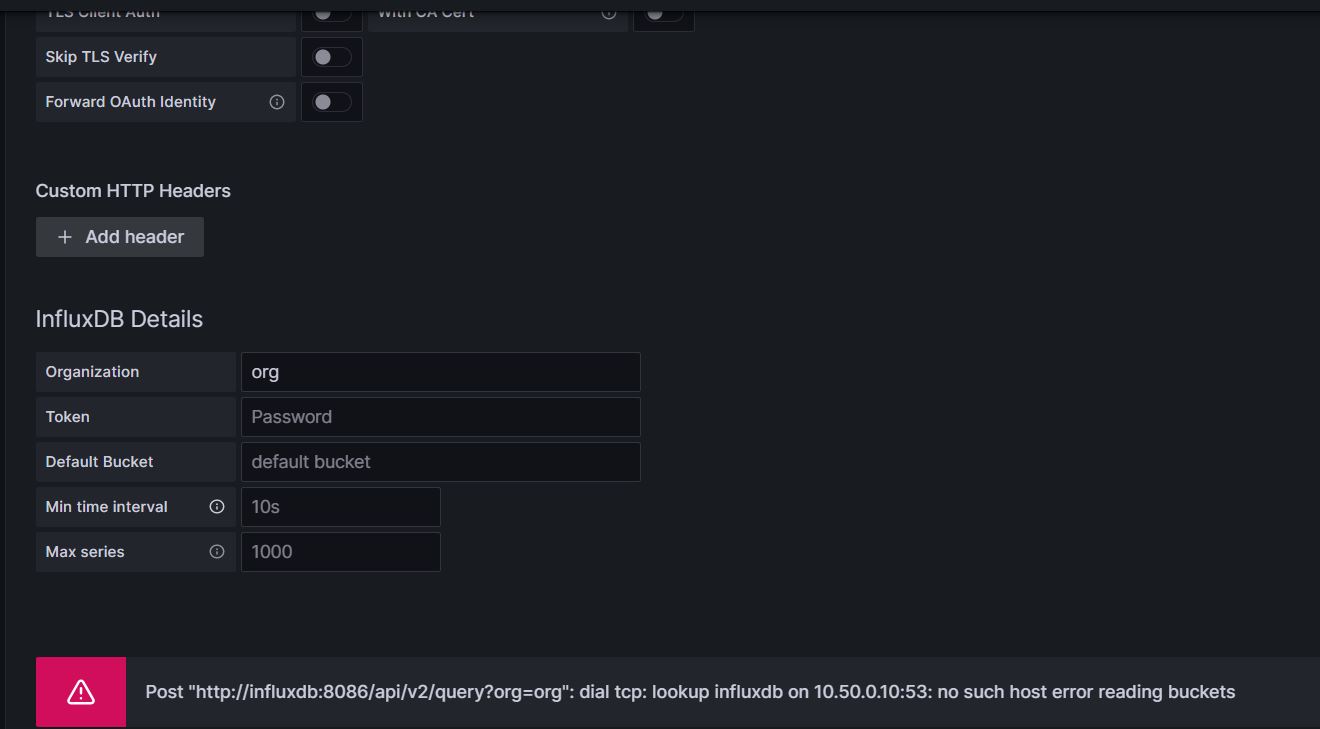 TLS Client Auth With CA Cert
Skip TLS Verify
Forward OAuth Identity
Custom HTTP Headers
+ Add header
InfluxDB Details
Organization org
Token Password
Default Bucket default bucket
Min time interval 10s
Max series 1000
Post "http://influxdb:8086/api/v2/query?org=org": dial tcp: lookup influxdb on 10.50.0.10:53: no such host error reading buckets